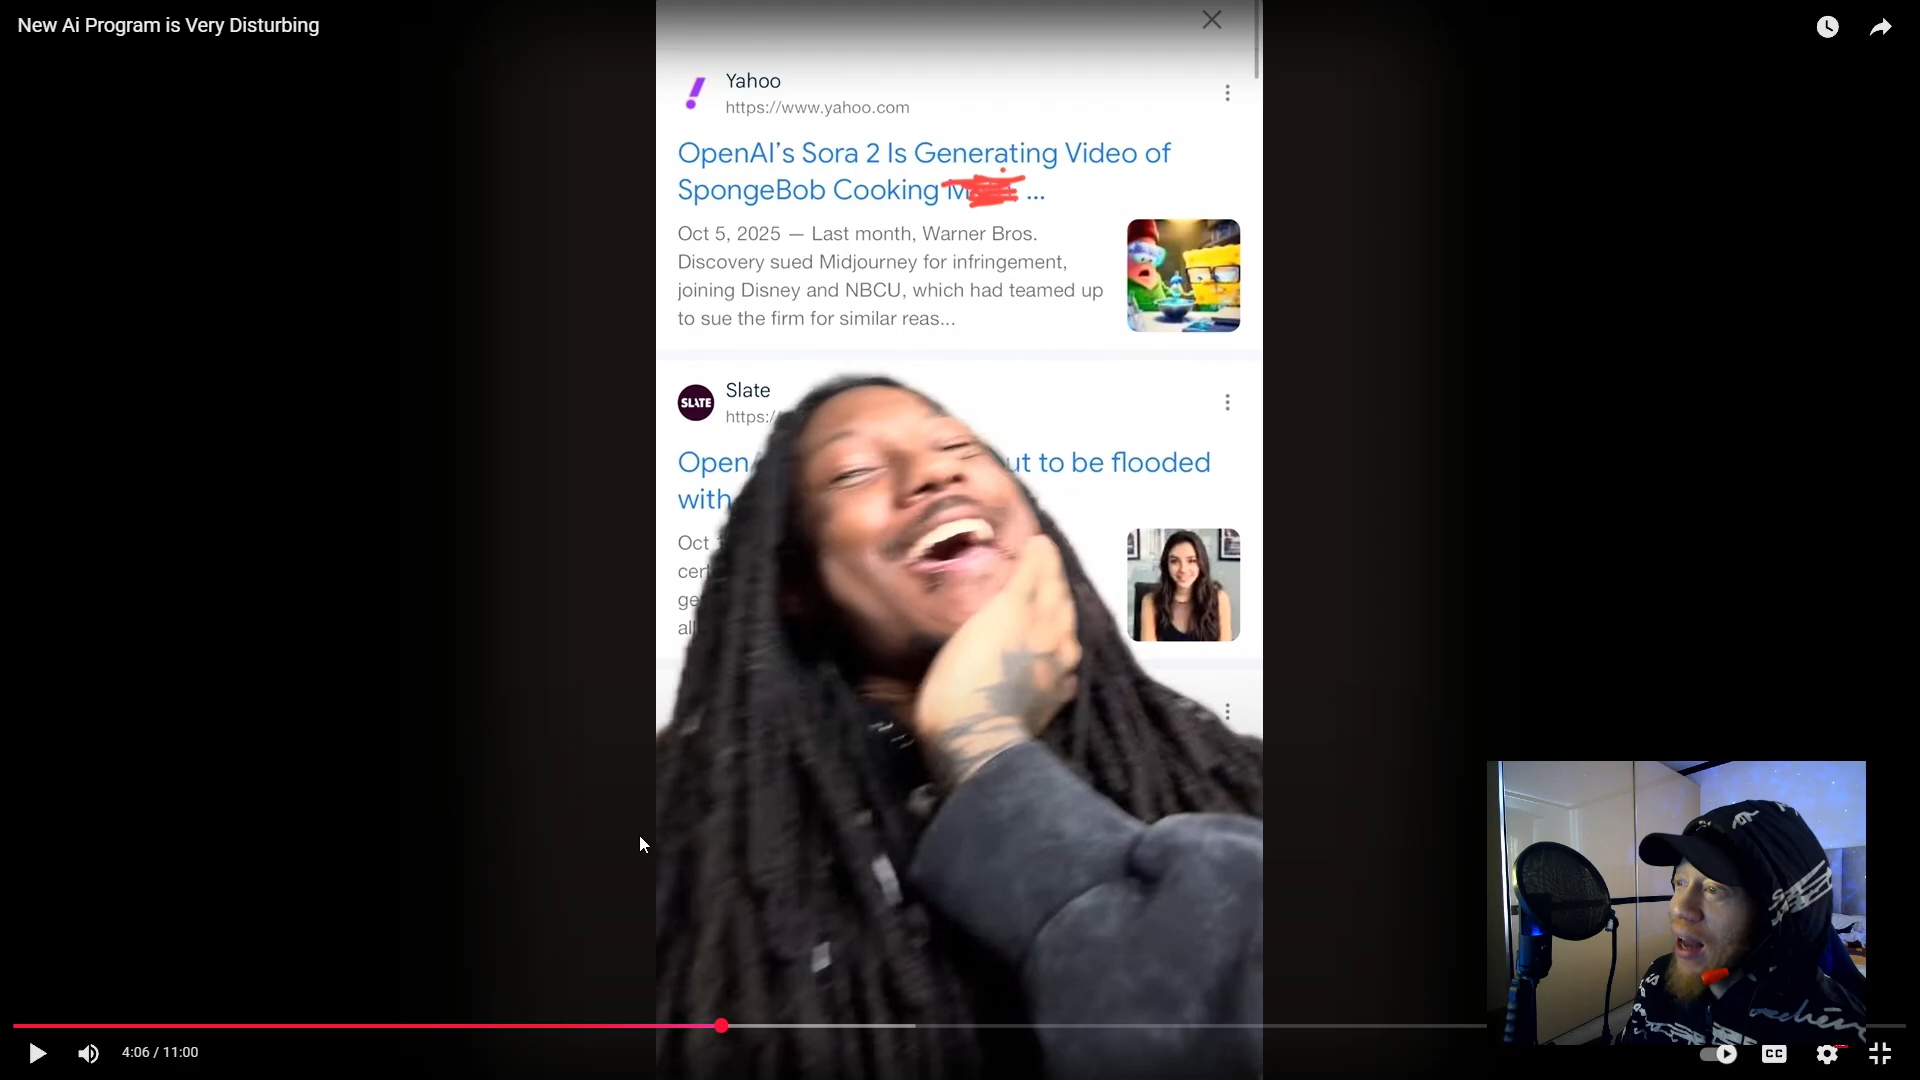 New Ai Program is Very Disturbing
Yahoo
https://www.yahoo.com
OpenAI's Sora 2 Is Generating Video of
SpongeBob Cooking ...
Oct 5, 2025 — Last month, Warner Bros.
Discovery sued Midjourney for infringement,
joining Disney and NBCU, which had teamed up
to sue the firm for similar reas...
SLATE
Slate
https:/
Open ut to be flooded
with
Oct
4:06 / 11:00
CC